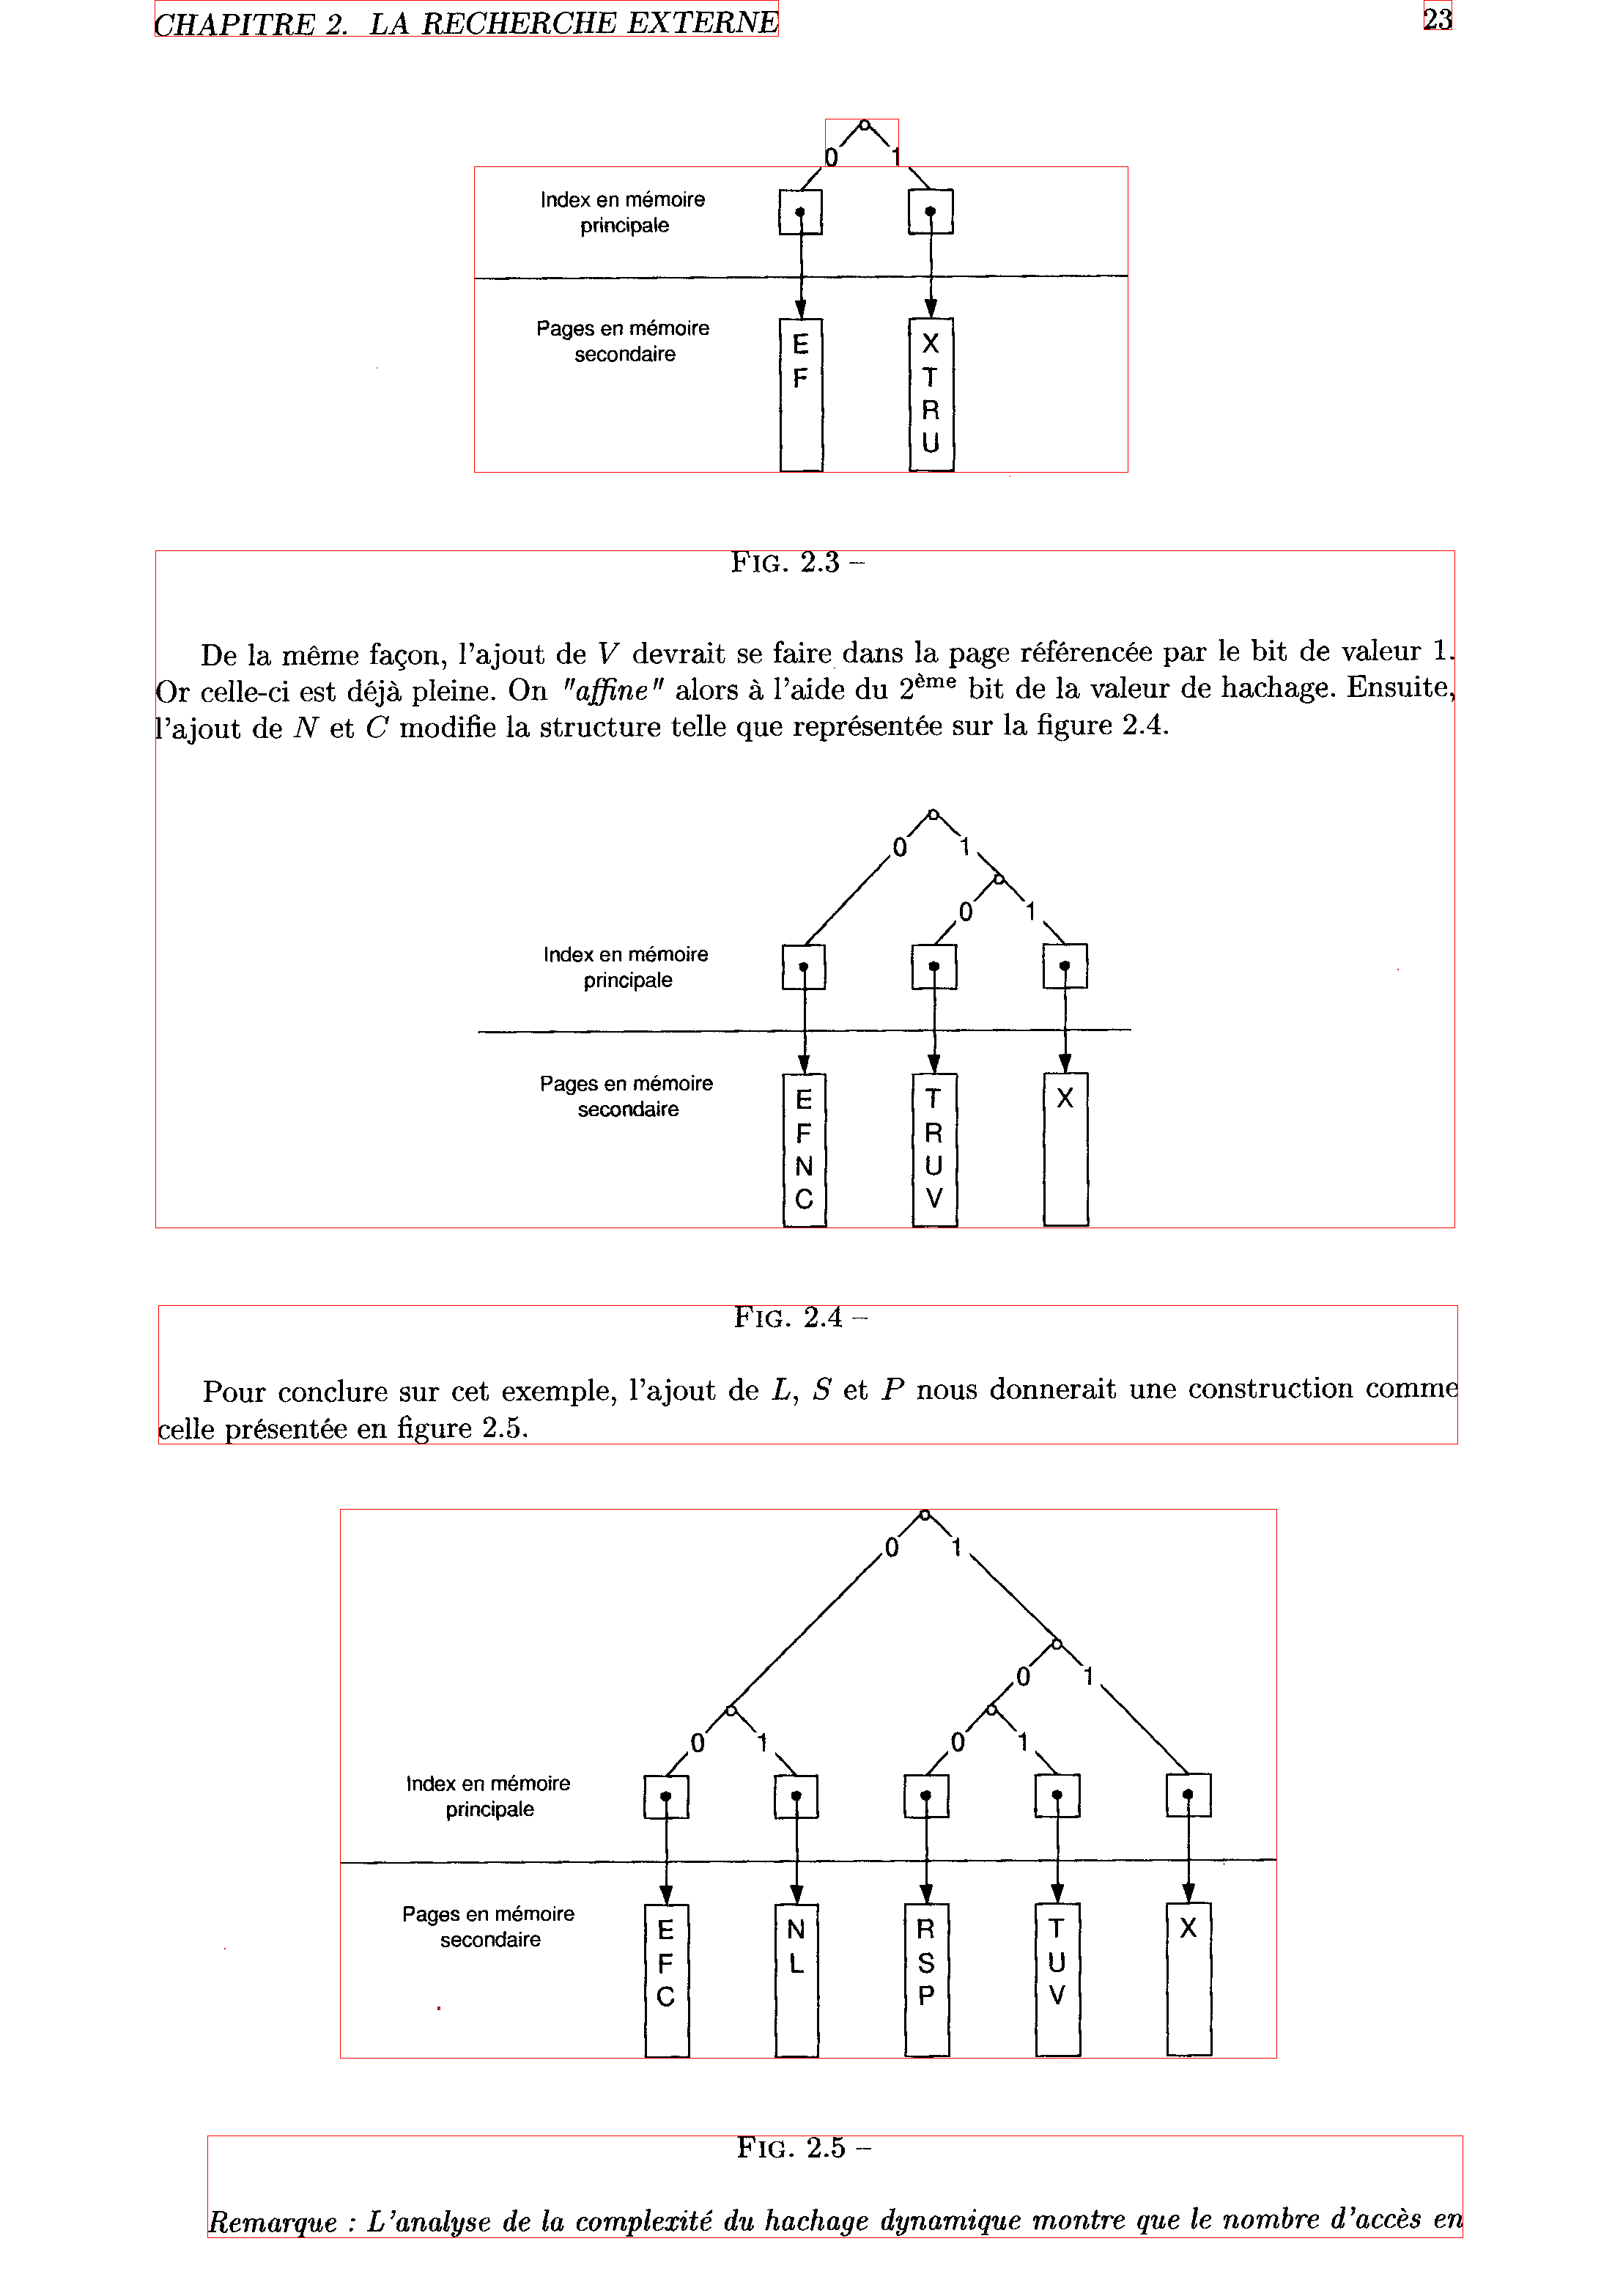 CHAPITRE 2. LA RECHERCHE EXTERNE 23
0 1
Index en mémoire
principale
Pages en mémoire
secondaire
E X
F T
R
U
FIG. 2.3 –
De la même façon, l'ajout de V devrait se faire dans la page référencée par le bit de valeur 1.
Or celle-ci est déjà pleine. On "affine" alors à l'aide du 2ème bit de la valeur de hachage. Ensuite,
l'ajout de N et C modifie la structure telle que représentée sur la figure 2.4.
0 1
0 1
Index en mémoire
principale
Pages en mémoire
secondaire
E T X
F R
N U
C V
FIG. 2.4 –
Pour conclure sur cet exemple, l'ajout de L, S et P nous donnerait une construction comme
celle présentée en figure 2.5.
0 1
0 1
0 1 0 1
Index en mémoire
principale
Pages en mémoire
secondaire
E N R T X
F L S U
C P V
FIG. 2.5 –
Remarque : L'analyse de la complexité du hachage dynamique montre que le nombre d'accès en